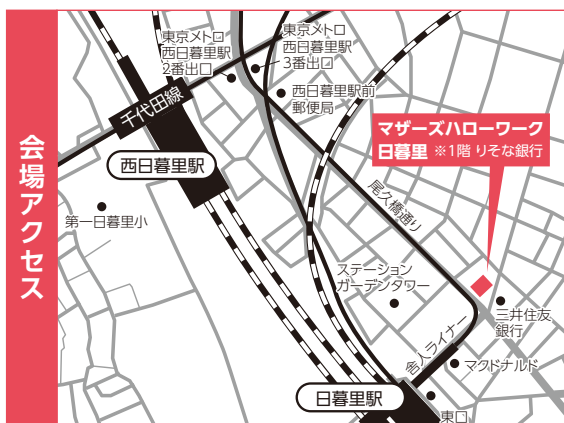 会場アクセス
東京メトロ
西日暮里駅
2番出口
東京メトロ
西日暮里駅
3番出口
西日暮里駅前
郵便局
千代田線
マザーズハローワーク
日暮里 ※1階 りそな銀行
西日暮里駅
第一日暮里小
尾久橋通り
ステーション
ガーデンタワー
三井住友
銀行
舎人ライナー
マクドナルド
日暮里駅
東口